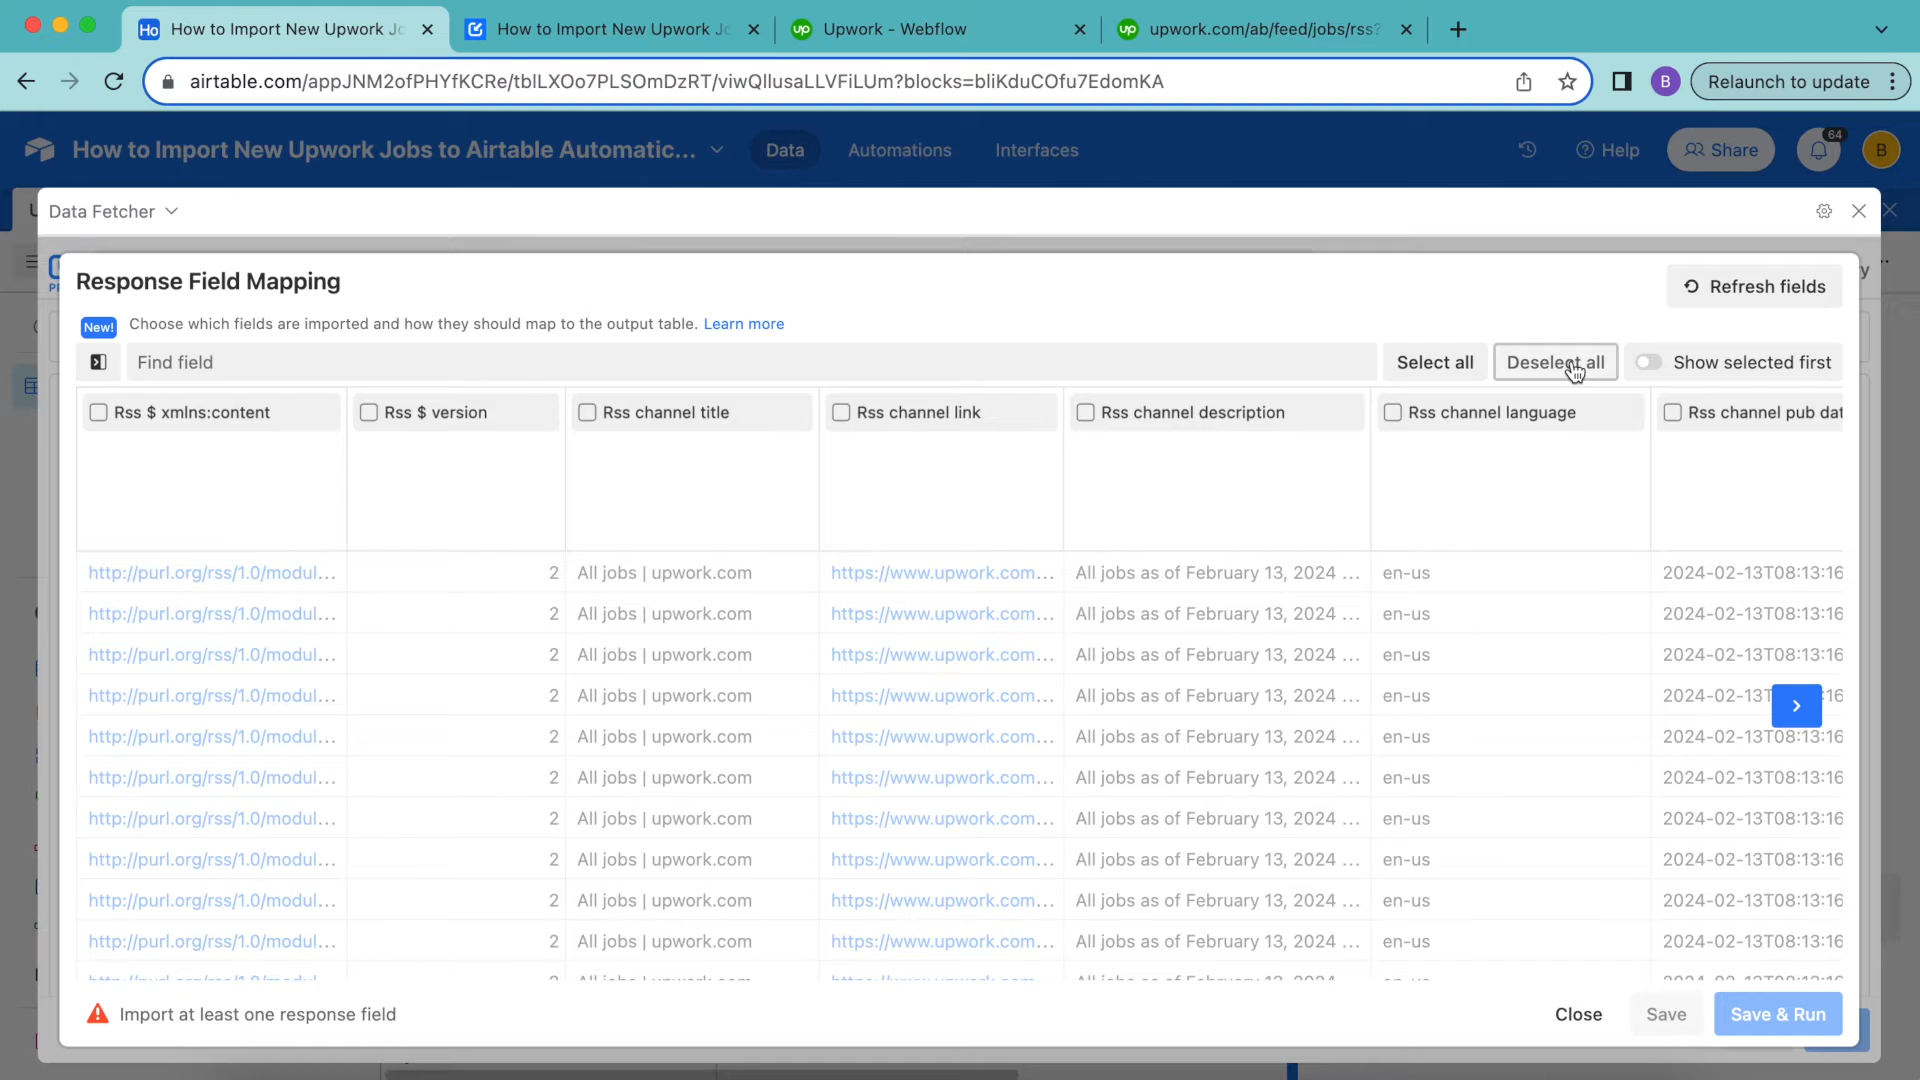 Ho How to Import New Upwork Jo
How to Import New Upwork Jo
up Upwork - Webflow
up upwork.com/ab/feed/jobs/rss?
airtable.com/appJNM2ofPHYfKCRe/tblLXOo7PLSOmDzRT/viwQllusaLLVFiLUm?blocks=bliKduCOfu7EdomKA
B
Relaunch to update
How to Import New Upwork Jobs to Airtable Automatic...
Data
Automations
Interfaces
Help
Share
64
B
Data Fetcher
Response Field Mapping
Refresh fields
New! Choose which fields are imported and how they should map to the output table. Learn more
Find field
Select all
Deselect all
Show selected first
Rss $ xmlns:content Rss $ version Rss channel title Rss channel link Rss channel description Rss channel language Rss channel pub dat
http://purl.org/rss/1.0/modul... 2 All jobs | upwork.com https://www.upwork.com... All jobs as of February 13, 2024 ... en-us 2024-02-13T08:13:16
http://purl.org/rss/1.0/modul... 2 All jobs | upwork.com https://www.upwork.com... All jobs as of February 13, 2024 ... en-us 2024-02-13T08:13:16
http://purl.org/rss/1.0/modul... 2 All jobs | upwork.com https://www.upwork.com... All jobs as of February 13, 2024 ... en-us 2024-02-13T08:13:16
http://purl.org/rss/1.0/modul... 2 All jobs | upwork.com https://www.upwork.com... All jobs as of February 13, 2024 ... en-us 2024-02-13T :16
http://purl.org/rss/1.0/modul... 2 All jobs | upwork.com https://www.upwork.com... All jobs as of February 13, 2024 ... en-us 2024-02-13T08:13:16
http://purl.org/rss/1.0/modul... 2 All jobs | upwork.com https://www.upwork.com... All jobs as of February 13, 2024 ... en-us 2024-02-13T08:13:16
http://purl.org/rss/1.0/modul... 2 All jobs | upwork.com https://www.upwork.com... All jobs as of February 13, 2024 ... en-us 2024-02-13T08:13:16
http://purl.org/rss/1.0/modul... 2 All jobs | upwork.com https://www.upwork.com... All jobs as of February 13, 2024 ... en-us 2024-02-13T08:13:16
http://purl.org/rss/1.0/modul... 2 All jobs | upwork.com https://www.upwork.com... All jobs as of February 13, 2024 ... en-us 2024-02-13T08:13:16
http://purl.org/rss/1.0/modul... 2 All jobs | upwork.com https://www.upwork.com... All jobs as of February 13, 2024 ... en-us 2024-02-13T08:13:16
Import at least one response field
Close
Save
Save & Run